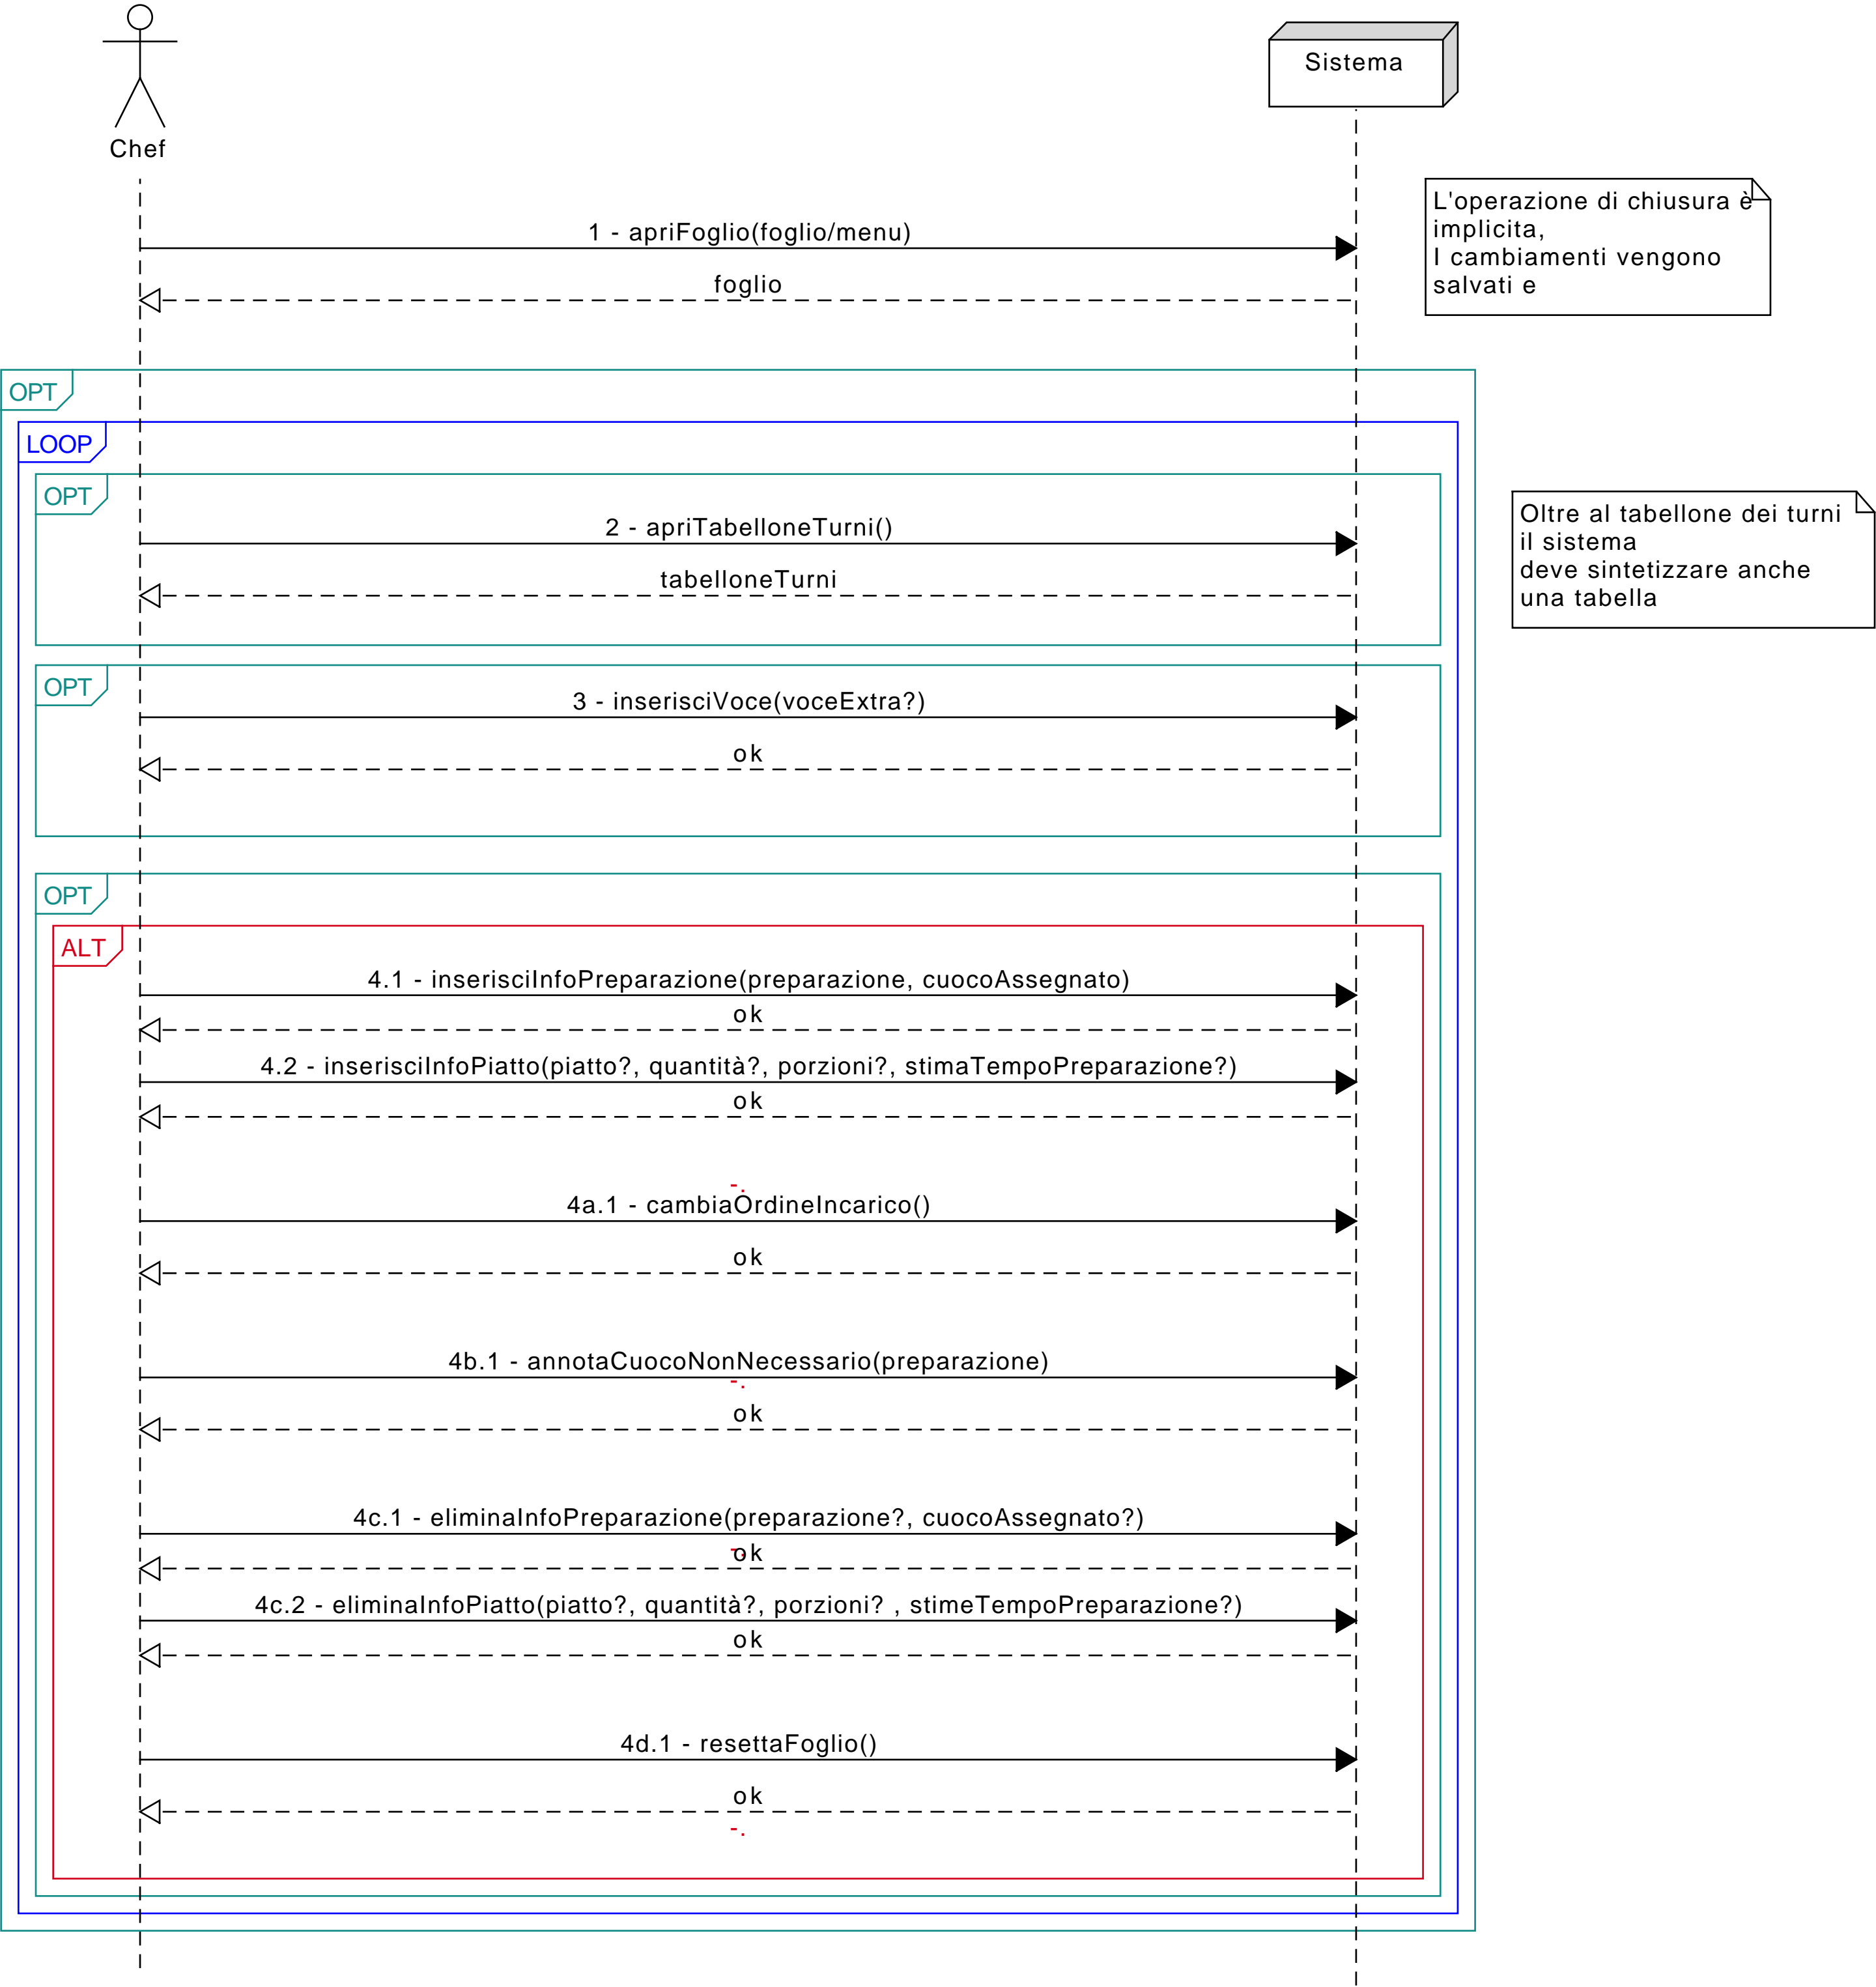 Sistema
Chef
L'operazione di chiusura è
implicita,
I cambiamenti vengono
salvati e
1 - apriFoglio(foglio/menu)
foglio
OPT
LOOP
OPT
Oltre al tabellone dei turni
il sistema
deve sintetizzare anche
una tabella
2 - apriTabelloneTurni()
tabelloneTurni
OPT
3 - inserisciVoce(voceExtra?)
ok
OPT
ALT
4.1 - inserisciInfoPreparazione(preparazione, cuocoAssegnato)
ok
4.2 - inserisciInfoPiatto(piatto?, quantità?, porzioni?, stimaTempoPreparazione?)
ok
4a.1 - cambiaOrdineIncarico()
ok
4b.1 - annotaCuocoNonNecessario(preparazione)
ok
4c.1 - eliminaInfoPreparazione(preparazione?, cuocoAssegnato?)
ok
4c.2 - eliminaInfoPiatto(piatto?, quantità?, porzioni? , stimeTempoPreparazione?)
ok
4d.1 - resettaFoglio()
ok